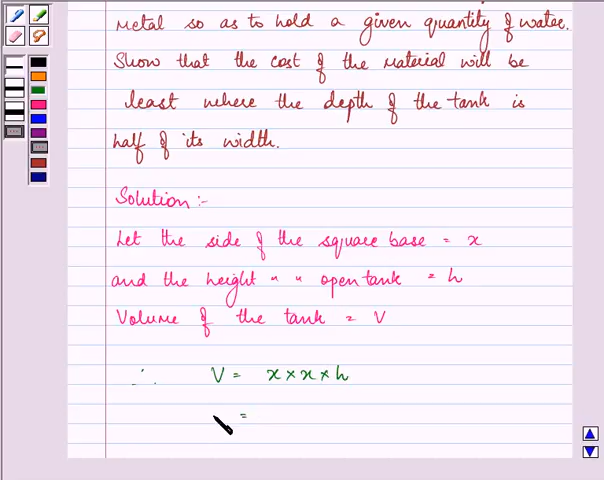 metal so as to hold a given quantity of water.
Show that the cost of the material will be
least where the depth of the tank is
half of its width.
Solution :-
Let the side of the square base = x
and the height " " open tank = h
Volume of the tank = V
∴ V = x × x × h
=